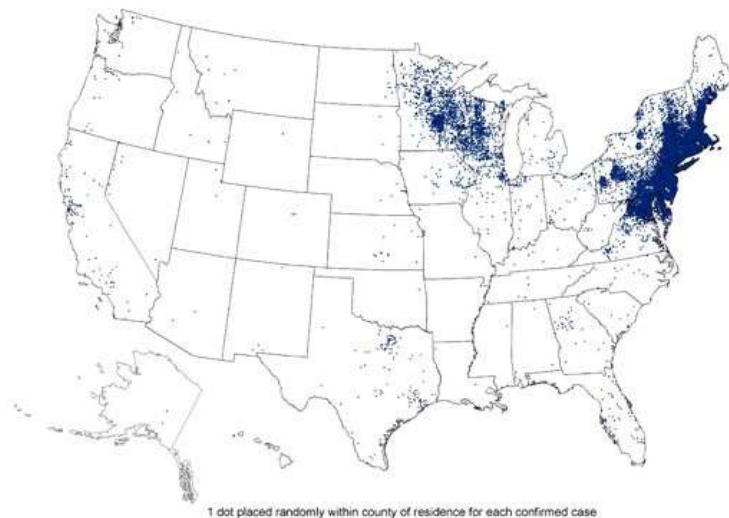 1 dot placed randomly within county of residence for each confirmed case